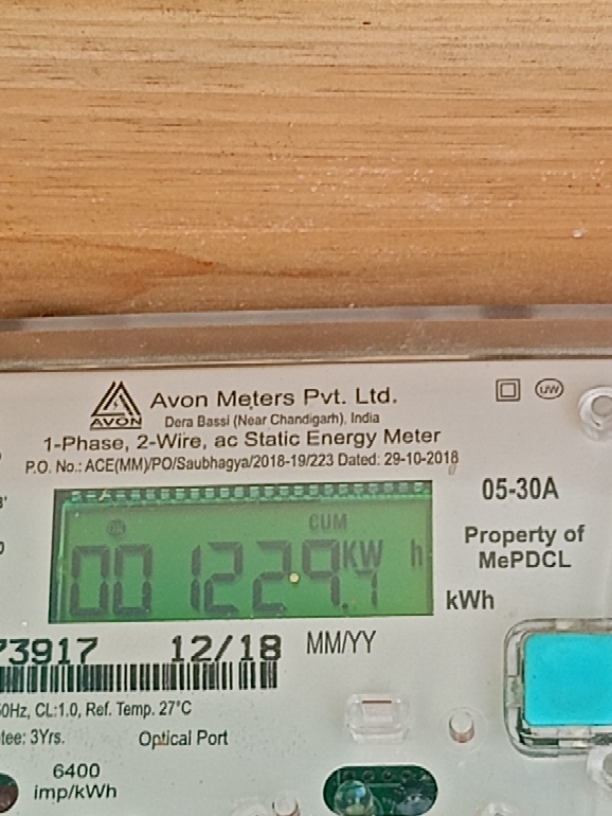 AVON
Avon Meters Pvt. Ltd.
Dera Bassi (Near Chandigarh), India
1-Phase, 2-Wire, ac Static Energy Meter
P.O. No.: ACE(MM)/PO/Saubhagya/2018-19/223 Dated: 29-10-2018
UW
05-30A
Property of
MePDCL
CUM
001229.1 KW h
kWh
73917 12/18 MM/YY
0Hz, CL:1.0, Ref. Temp. 27°C
tee: 3Yrs. Optical Port
6400
imp/kWh